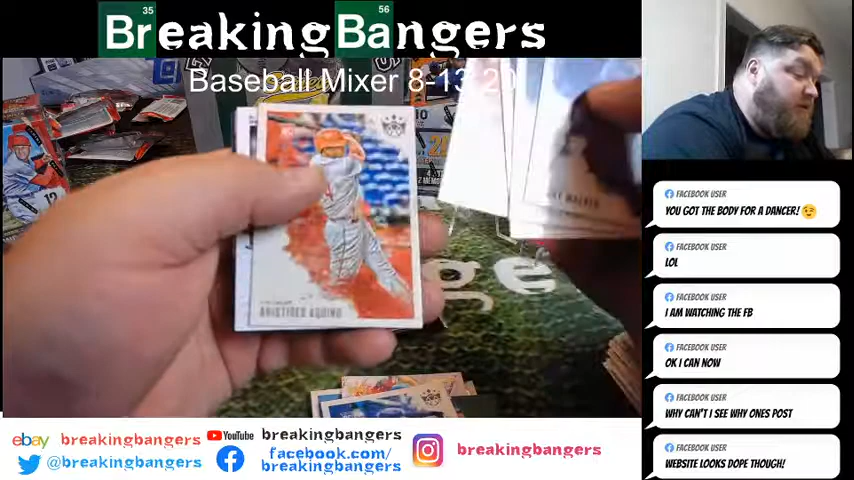 35
56
BreakingBangers
Baseball Mixer 8-13
ARISTIDES AQUINO
FACEBOOK USER
YOU GOT THE BODY FOR A DANCER! 😉
FACEBOOK USER
LOL
FACEBOOK USER
I AM WATCHING THE FB
FACEBOOK USER
OK I CAN NOW
FACEBOOK USER
WHY CAN'T I SEE WHY ONES POST
FACEBOOK USER
WEBSITE LOOKS DOPE THOUGH!
ebay breakingbangers
YouTube breakingbangers
@breakingbangers
facebook.com/
breakingbangers
breakingbangers